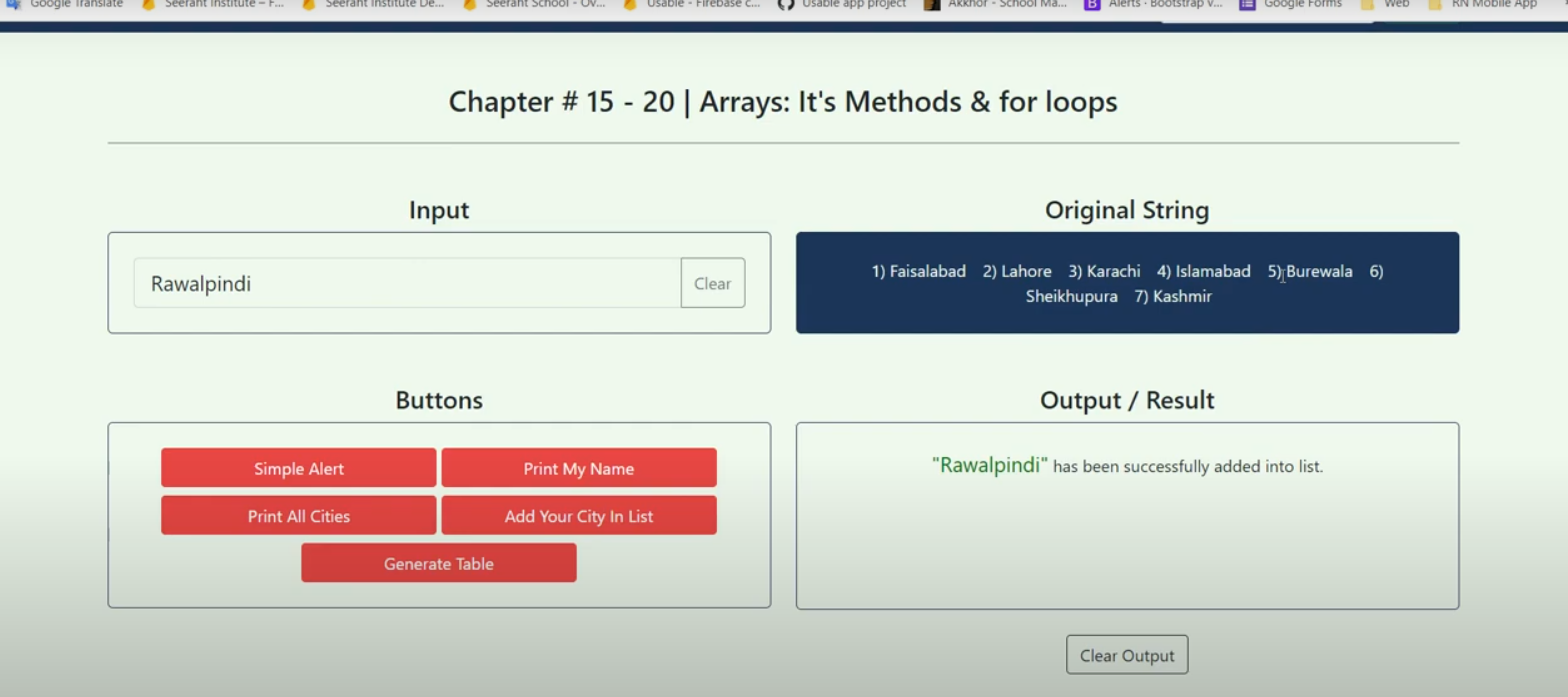 Google Translate Seerant Institute – F... Seerant Institute De... Seerant School - Ov... Usable - Firebase c... Usable app project Akkhor - School Ma... B Alerts · Bootstrap v... Google Forms Web RN Mobile App
Chapter # 15 - 20 | Arrays: It's Methods & for loops
Input
Rawalpindi
Clear
Original String
1) Faisalabad 2) Lahore 3) Karachi 4) Islamabad 5) Burewala 6)
Sheikhupura 7) Kashmir
Buttons
Simple Alert Print My Name
Print All Cities Add Your City In List
Generate Table
Output / Result
"Rawalpindi" has been successfully added into list.
Clear Output